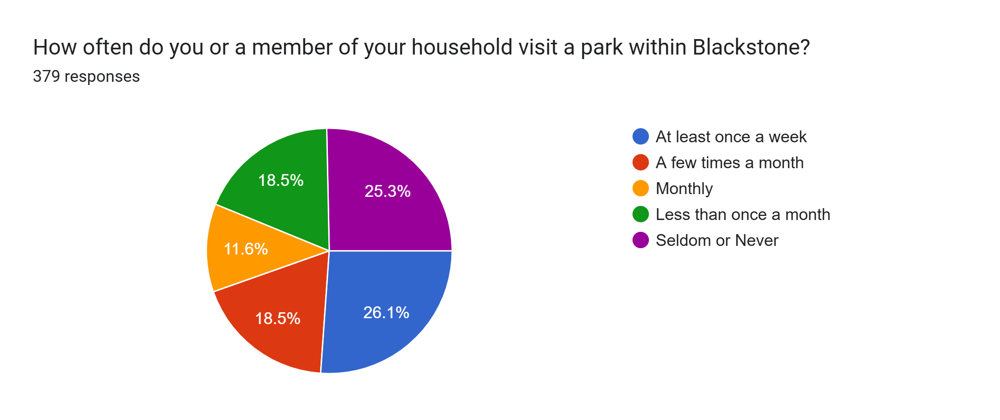 How often do you or a member of your household visit a park within Blackstone?
379 responses
18.5%
25.3%
11.6%
18.5%
26.1%
At least once a week
A few times a month
Monthly
Less than once a month
Seldom or Never